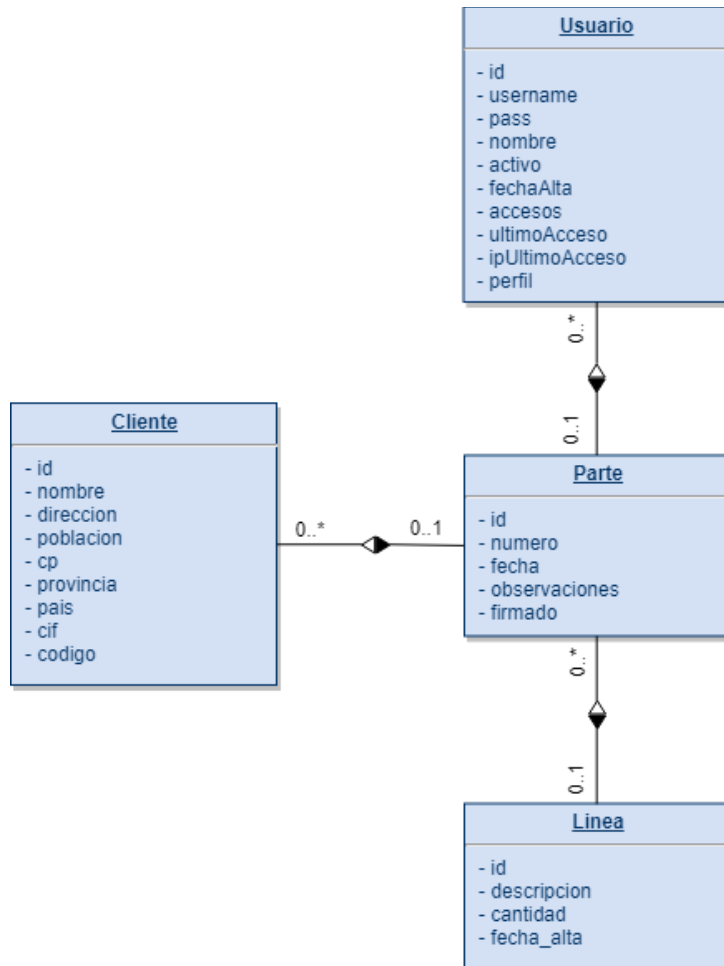 Usuario
- id
- username
- pass
- nombre
- activo
- fechaAlta
- accesos
- ultimoAcceso
- ipUltimoAcceso
- perfil
0..*
0..1
Cliente
- id
- nombre
- direccion
- poblacion
- cp
- provincia
- pais
- cif
- codigo
0..*
0..1
Parte
- id
- numero
- fecha
- observaciones
- firmado
0..*
0..1
Linea
- id
- descripcion
- cantidad
- fecha_alta